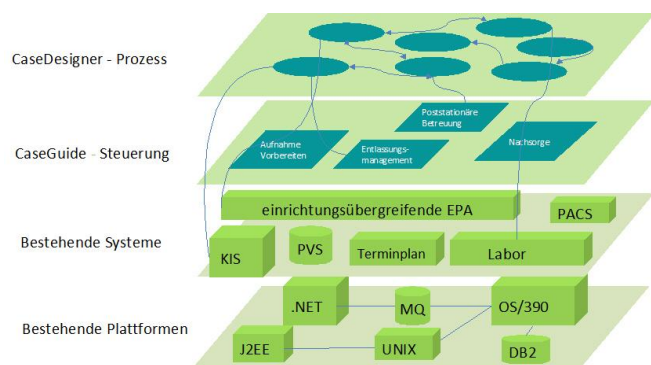 CaseDesigner - Prozess
Poststationäre
Betreuung
CaseGuide - Steuerung
Aufnahme
Vorbereiten
Entlassungs-
management
Nachsorge
einrichtungsübergreifende EPA
PACS
Bestehende Systeme
KIS
PVS
Terminplan
Labor
.NET
MQ
OS/390
Bestehende Plattformen
J2EE
UNIX
DB2